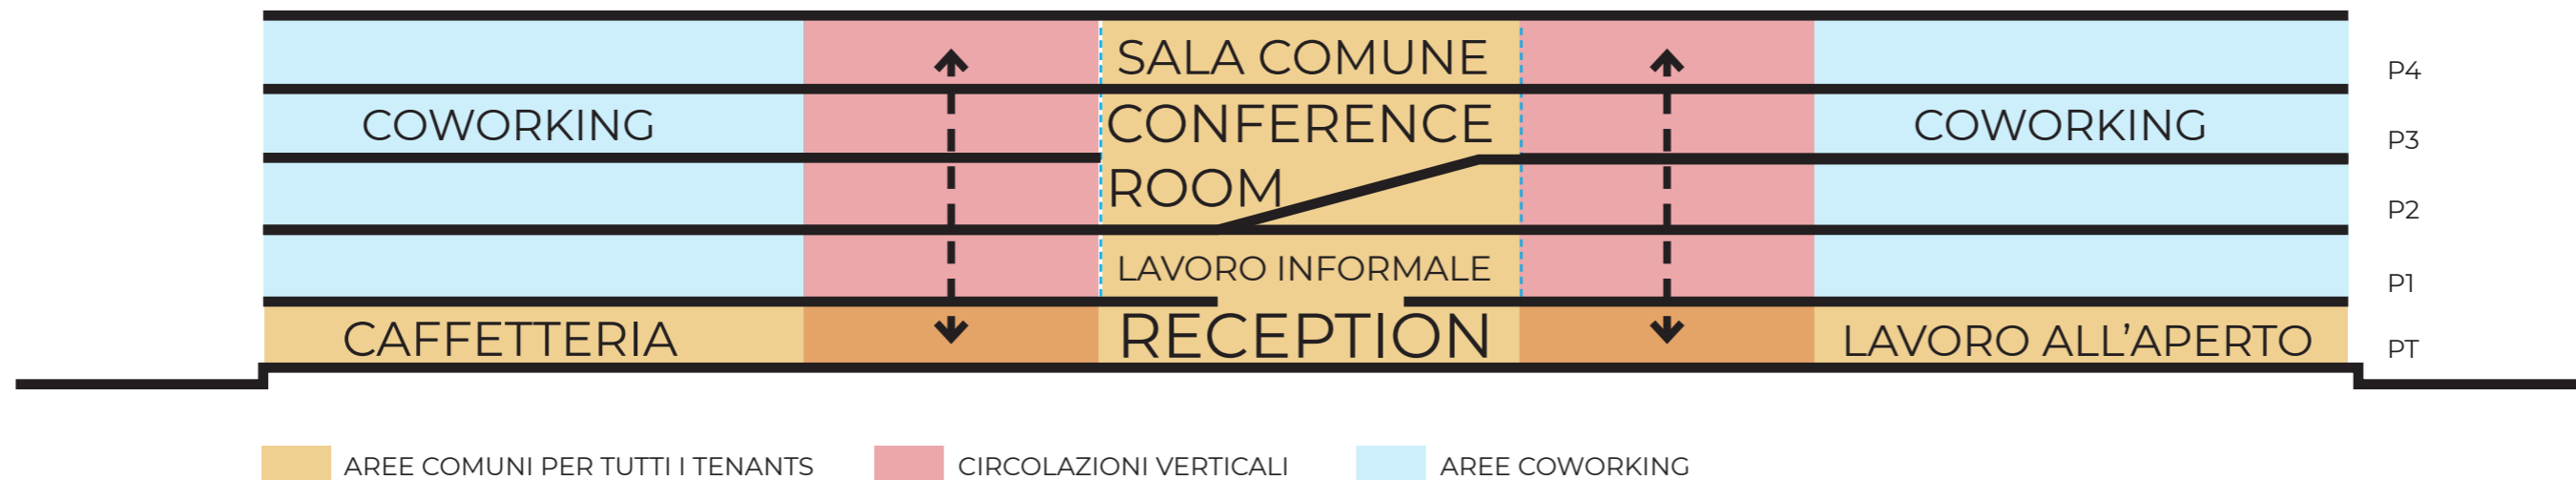 SALA COMUNE
P4
COWORKING
CONFERENCE
COWORKING
P3
ROOM
P2
LAVORO INFORMALE
P1
CAFFETTERIA
RECEPTION
LAVORO ALL'APERTO
PT
AREE COMUNI PER TUTTI I TENANTS
CIRCOLAZIONI VERTICALI
AREE COWORKING